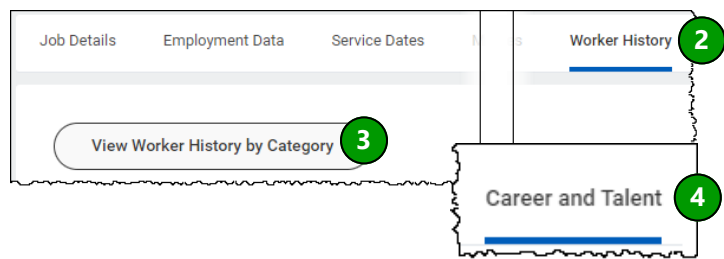 Job Details Employment Data Service Dates Worker History 2
View Worker History by Category 3
Career and Talent 4